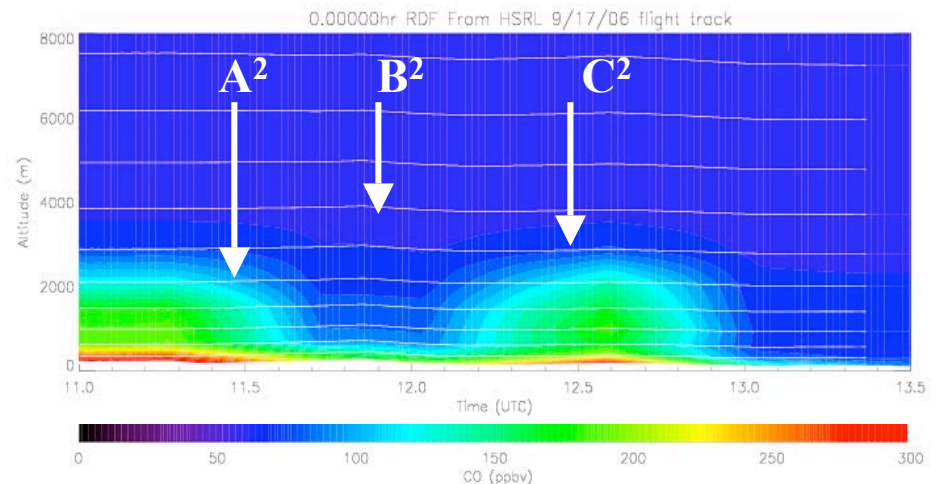 0.00000hr RDF From HSRL 9/17/06 flight track
8000
A² B² C²
6000
Altitude (m)
4000
2000
0
11.0 11.5 12.0 12.5 13.0 13.5
Time (UTC)
0 50 100 150 200 250 300
CO (ppbv)